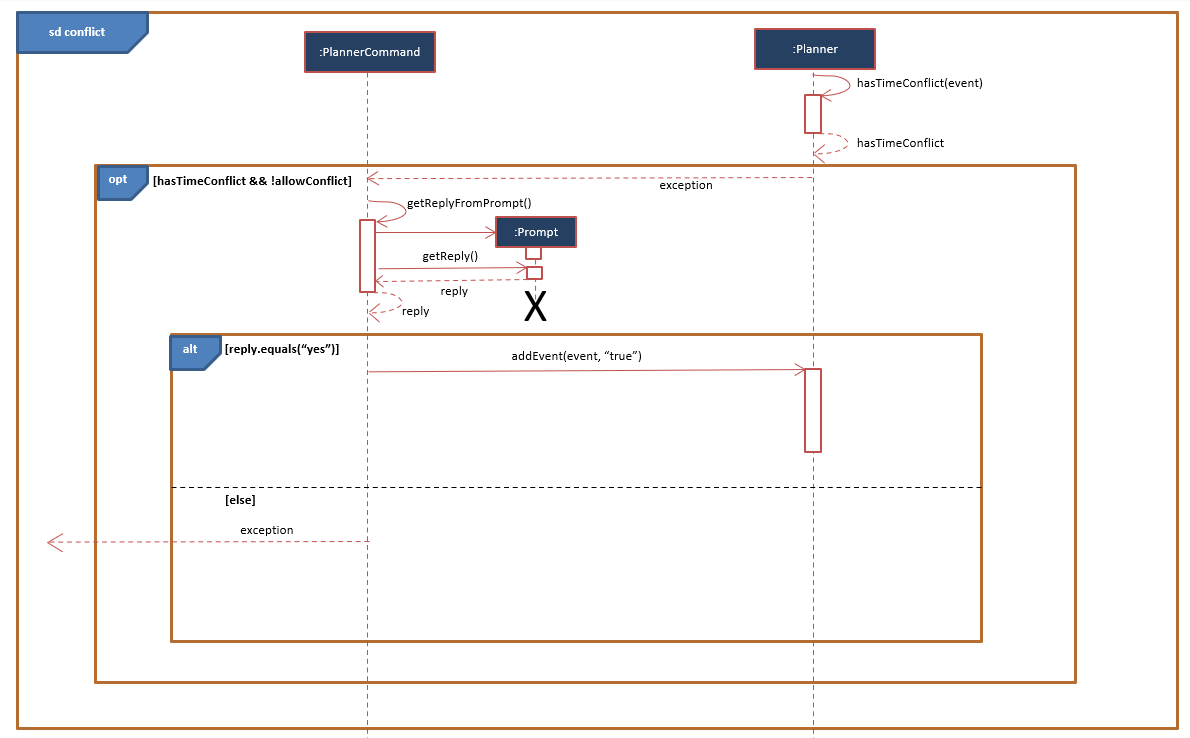 sd conflict
:PlannerCommand
:Planner
hasTimeConflict(event)
hasTimeConflict
opt
[hasTimeConflict && !allowConflict]
exception
getReplyFromPrompt()
:Prompt
getReply()
reply
reply
X
alt
[reply.equals(“yes”)]
addEvent(event, “true”)
[else]
exception